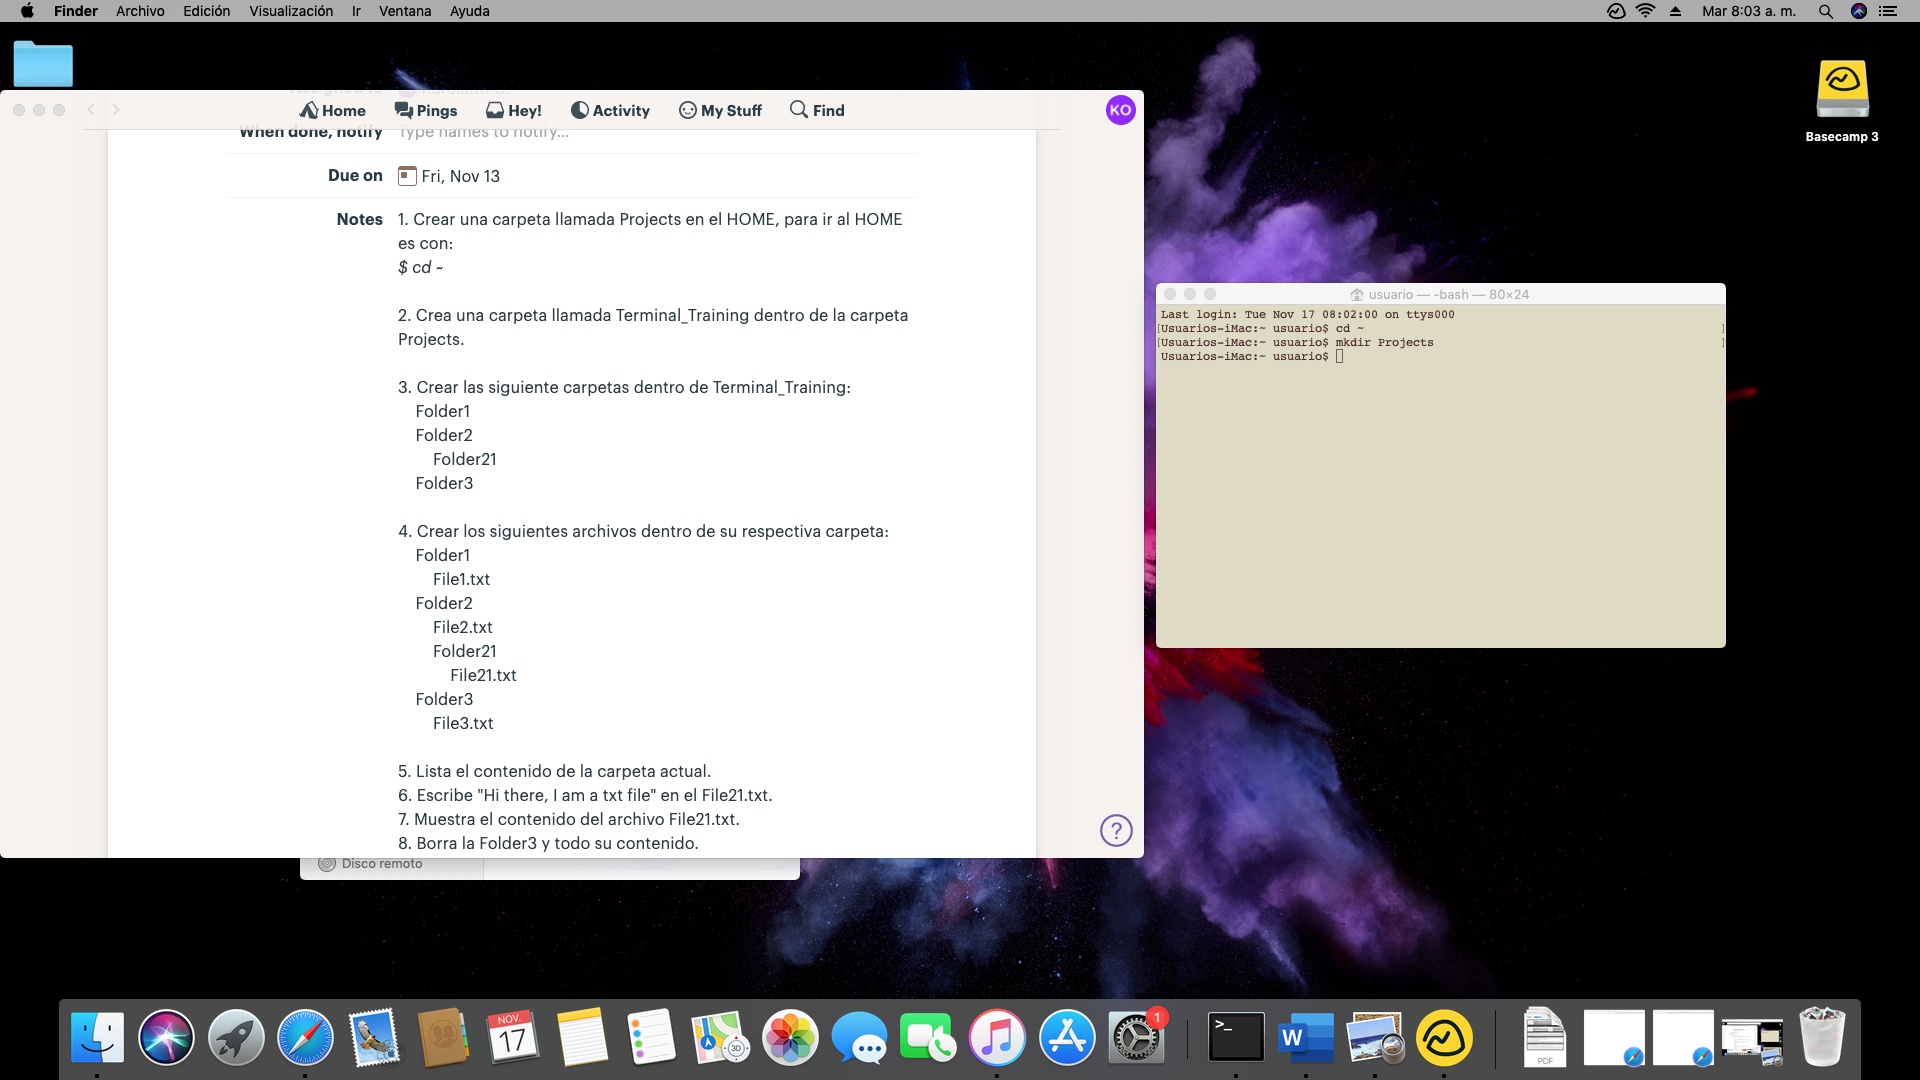 Finder Archivo Edición Visualización Ir Ventana Ayuda
Mar 8:03 a. m.
Home Pings Hey! Activity My Stuff Find
KO
When done, notify Type names to notify...
Due on Fri, Nov 13
Notes 1. Crear una carpeta llamada Projects en el HOME, para ir al HOME
es con:
$ cd ~
2. Crea una carpeta llamada Terminal_Training dentro de la carpeta
Projects.
3. Crear las siguiente carpetas dentro de Terminal_Training:
Folder1
Folder2
Folder21
Folder3
4. Crear los siguientes archivos dentro de su respectiva carpeta:
Folder1
File1.txt
Folder2
File2.txt
Folder21
File21.txt
Folder3
File3.txt
5. Lista el contenido de la carpeta actual.
6. Escribe "Hi there, I am a txt file" en el File21.txt.
7. Muestra el contenido del archivo File21.txt.
8. Borra la Folder3 y todo su contenido.
?
Disco remoto
Basecamp 3
usuario — -bash — 80×24
Last login: Tue Nov 17 08:02:00 on ttys000
[Usuarios-iMac:~ usuario$ cd ~ ]
[Usuarios-iMac:~ usuario$ mkdir Projects ]
Usuarios-iMac:~ usuario$
NOV.
17
3D
1
>_
W
PDF